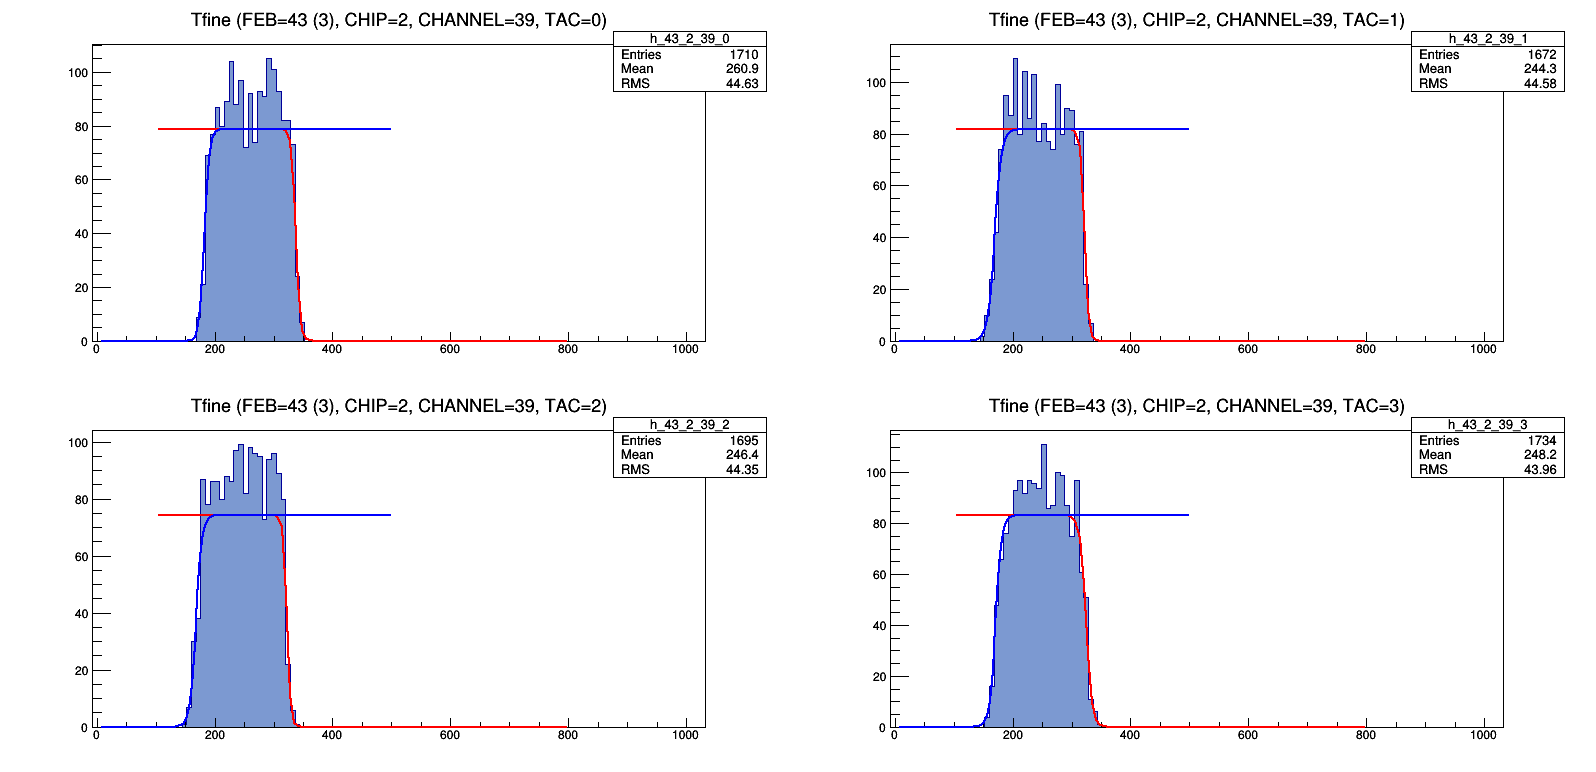 Tfine (FEB=43 (3), CHIP=2, CHANNEL=39, TAC=0)
h_43_2_39_0
Entries 1710
Mean 260.9
RMS 44.63
100
80
60
40
20
0
0 200 400 600 800 1000
Tfine (FEB=43 (3), CHIP=2, CHANNEL=39, TAC=1)
h_43_2_39_1
Entries 1672
Mean 244.3
RMS 44.58
100
80
60
40
20
0
0 200 400 600 800 1000
Tfine (FEB=43 (3), CHIP=2, CHANNEL=39, TAC=2)
h_43_2_39_2
Entries 1695
Mean 246.4
RMS 44.35
100
80
60
40
20
0
0 200 400 600 800 1000
Tfine (FEB=43 (3), CHIP=2, CHANNEL=39, TAC=3)
h_43_2_39_3
Entries 1734
Mean 248.2
RMS 43.96
100
80
60
40
20
0
0 200 400 600 800 1000